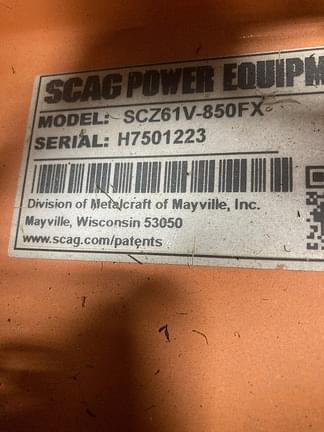 SCAG POWER EQUIPM
MODEL: SCZ61V-850FX
SERIAL: H7501223
Division of Metalcraft of Mayville, Inc.
Mayville, Wisconsin 53050
www.scag.com/patents